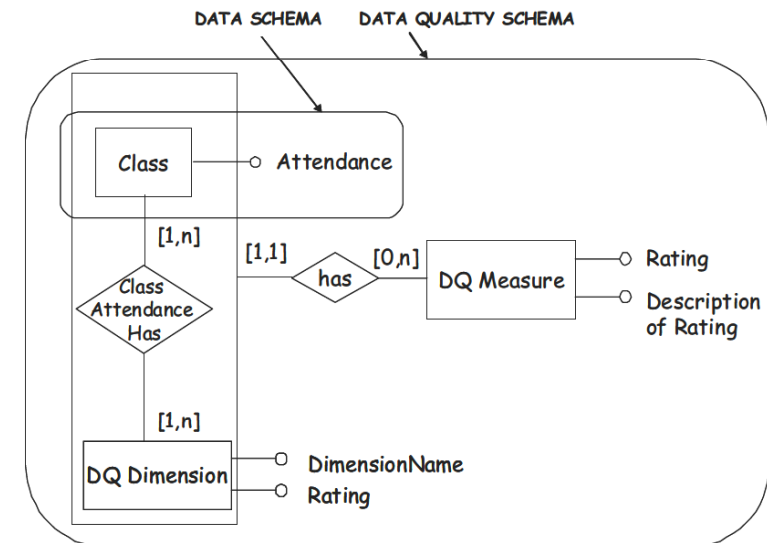 DATA SCHEMA DATA QUALITY SCHEMA
Class
Attendance
[1,n]
[1,1]
[0,n]
Class
Attendance
Has
has
DQ Measure
Rating
Description
of Rating
[1,n]
DQ Dimension
DimensionName
Rating